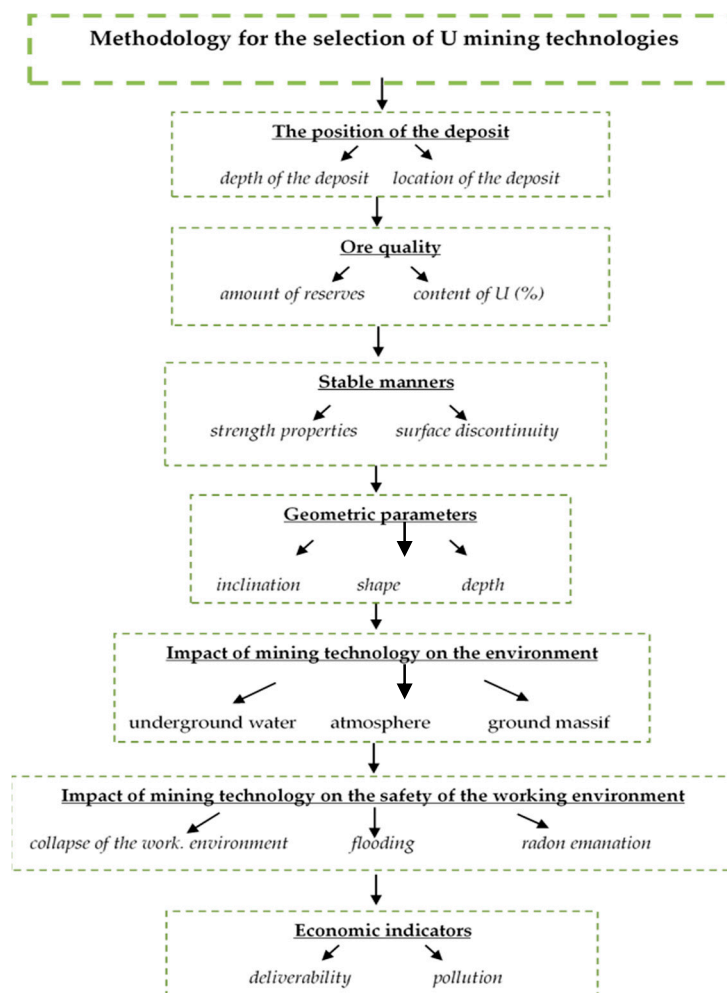 Methodology for the selection of U mining technologies
The position of the deposit
depth of the deposit location of the deposit
Ore quality
amount of reserves content of U (%)
Stable manners
strength properties surface discontinuity
Geometric parameters
inclination shape depth
Impact of mining technology on the environment
underground water atmosphere ground massif
Impact of mining technology on the safety of the working environment
collapse of the work. environment flooding radon emanation
Economic indicators
deliverability pollution